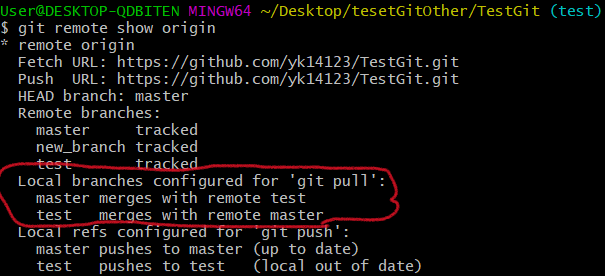 User@DESKTOP-QDBITEN MINGW64 ~/Desktop/tesetGitOther/TestGit (test)
$ git remote show origin
* remote origin
  Fetch URL: https://github.com/yk14123/TestGit.git
  Push  URL: https://github.com/yk14123/TestGit.git
  HEAD branch: master
  Remote branches:
    master     tracked
    new_branch tracked
    test       tracked
  Local branches configured for 'git pull':
    master merges with remote test
    test   merges with remote master
  Local refs configured for 'git push':
    master pushes to master (up to date)
    test   pushes to test   (local out of date)